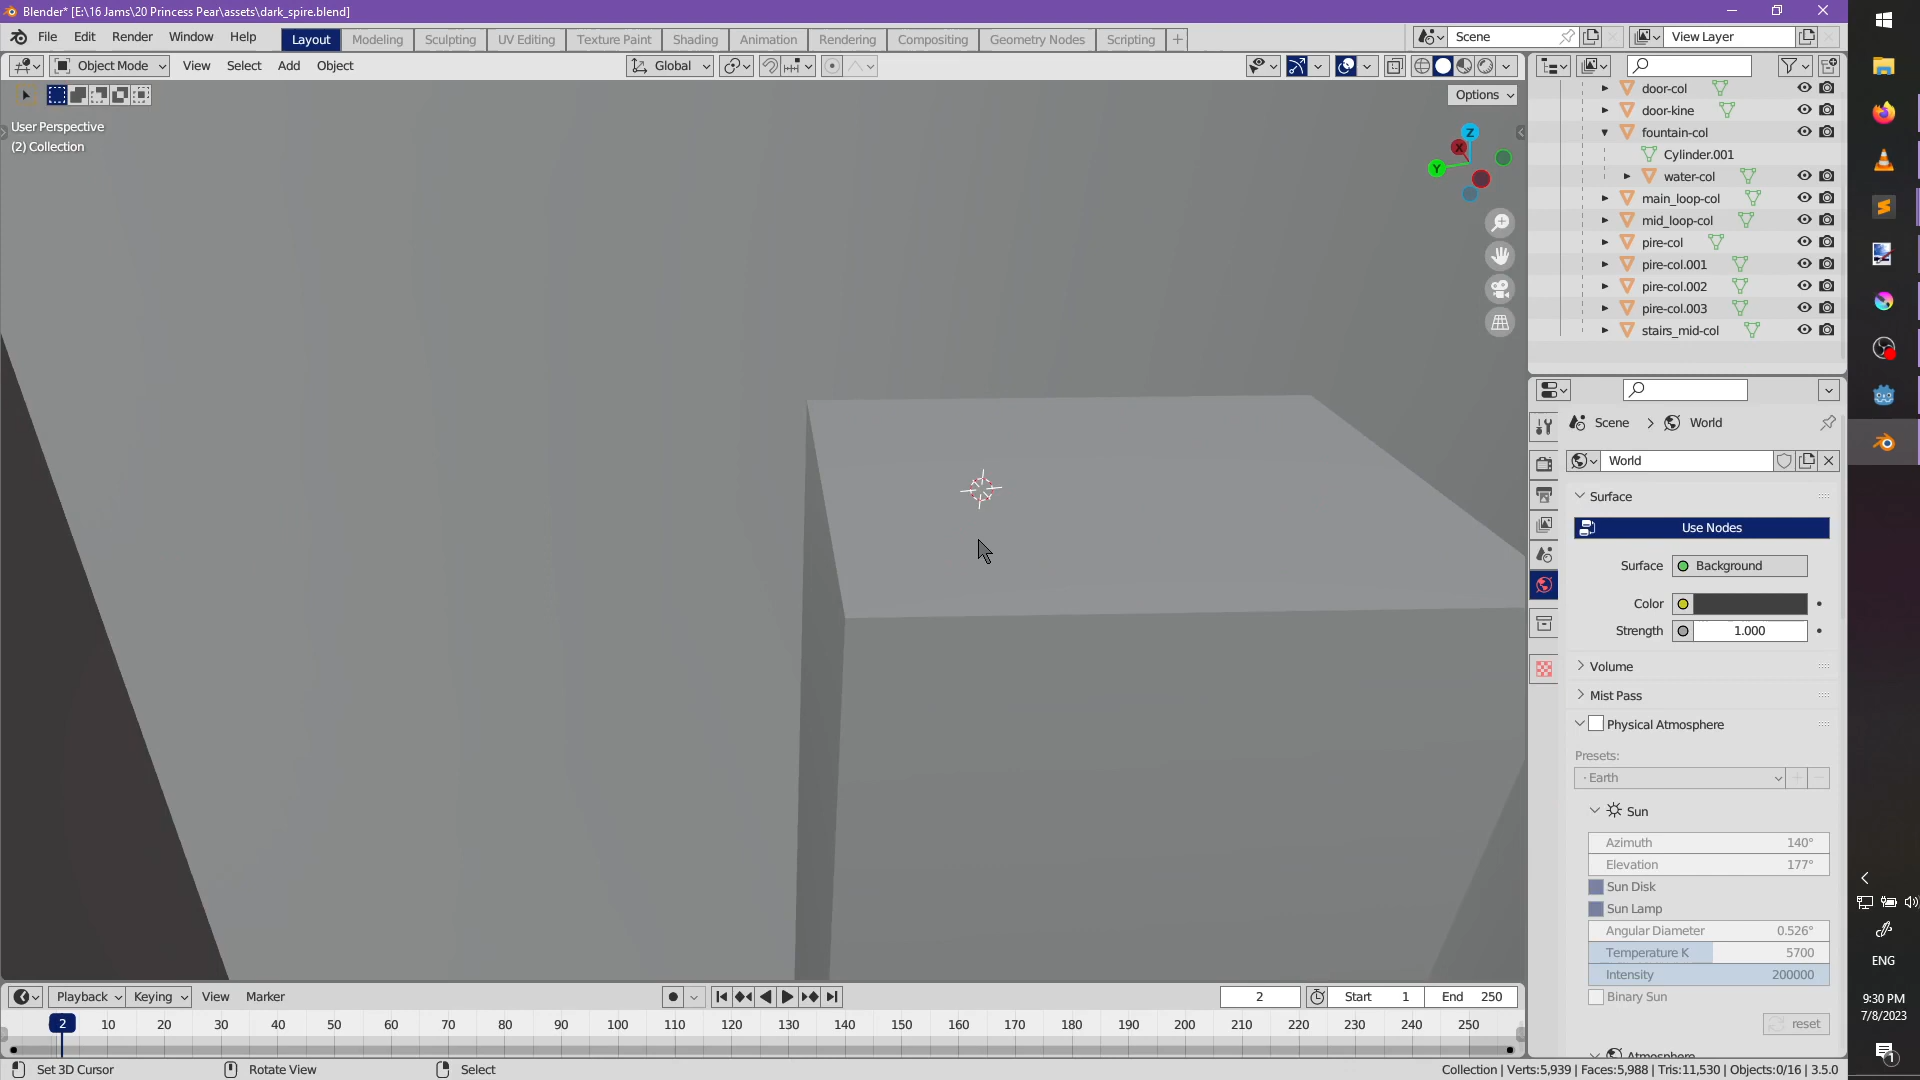 Blender* [E:\16 Jams\20 Princess Pear\assets\dark_spire.blend]
File Edit Render Window Help
Layout Modeling Sculpting UV Editing Texture Paint Shading Animation Rendering Compositing Geometry Nodes Scripting +
Scene
View Layer
Object Mode View Select Add Object
Global
Options
User Perspective
(2) Collection
Z
X
Y
door-col
door-kine
fountain-col
Cylinder.001
water-col
main_loop-col
mid_loop-col
pire-col
pire-col.001
pire-col.002
pire-col.003
stairs_mid-col
Scene > World
World
Surface
Use Nodes
Surface Background
Color
Strength 1.000
Volume
Mist Pass
Physical Atmosphere
Presets:
· Earth
Sun
Azimuth 140°
Elevation 177°
Sun Disk
Sun Lamp
Angular Diameter 0.526°
Temperature K 5700
Intensity 200000
Binary Sun
reset
Atmosphere
Playback Keying View Marker
2 Start 1 End 250
2 10 20 30 40 50 60 70 80 90 100 110 120 130 140 150 160 170 180 190 200 210 220 230 240 250
Set 3D Cursor Rotate View Select
Collection | Verts:5,939 | Faces:5,988 | Tris:11,530 | Objects:0/16 | 3.5.0
ENG
9:30 PM
7/8/2023
1